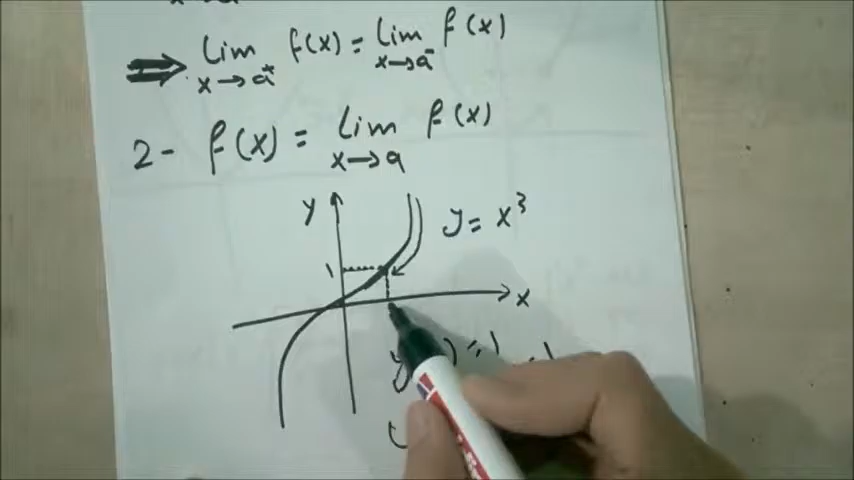 ⇒ lim x→a⁺ f(x) = lim x→a⁻ f(x)
2- f(x) = lim x→a f(x)
y
y = x³
1
x